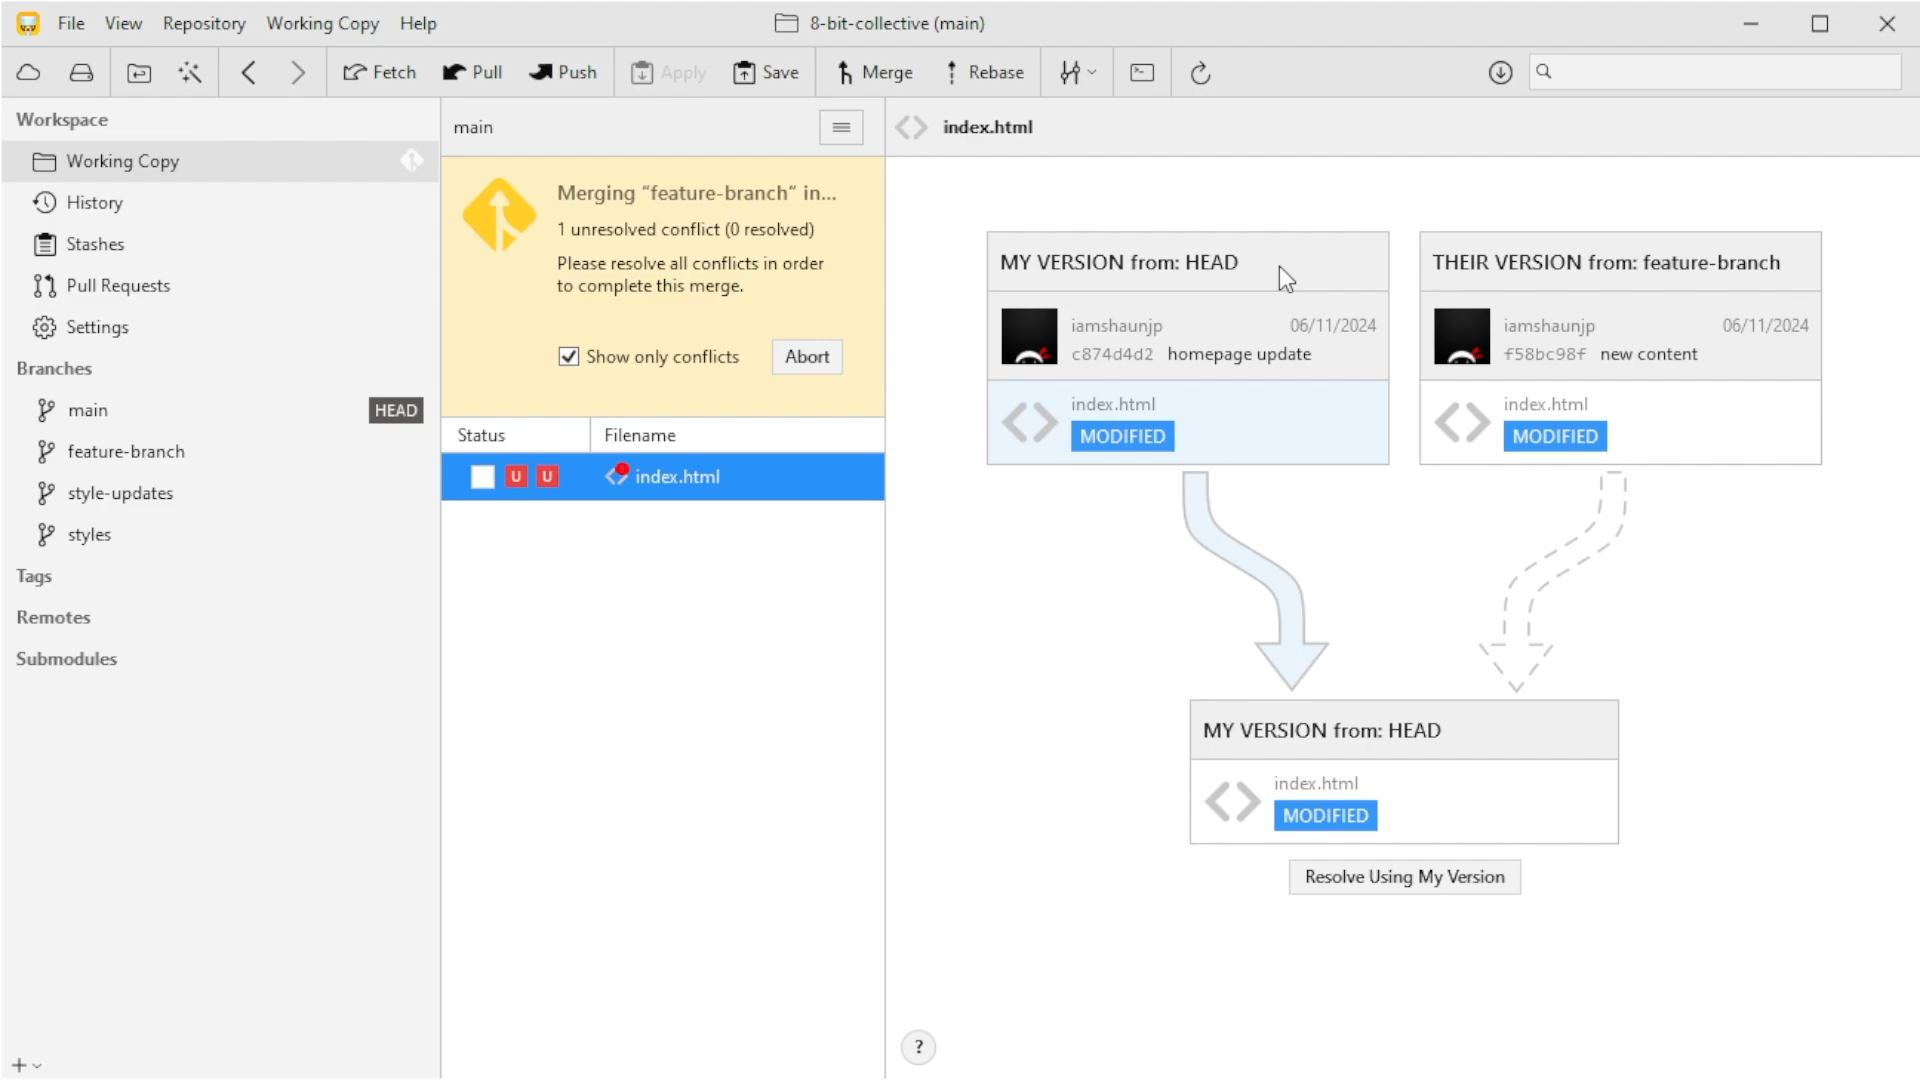 File View Repository Working Copy Help 8-bit-collective (main)
Fetch Pull Push Apply Save Merge Rebase
Workspace
Working Copy
History
Stashes
Pull Requests
Settings
Branches
main HEAD
feature-branch
style-updates
styles
Tags
Remotes
Submodules
main
Merging “feature-branch“ in...
1 unresolved conflict (0 resolved)
Please resolve all conflicts in order
to complete this merge.
Show only conflicts Abort
Status Filename
U U index.html
index.html
MY VERSION from: HEAD
iamshaunjp 06/11/2024
c874d4d2 homepage update
index.html
MODIFIED
THEIR VERSION from: feature-branch
iamshaunjp 06/11/2024
f58bc98f new content
index.html
MODIFIED
MY VERSION from: HEAD
index.html
MODIFIED
Resolve Using My Version
?